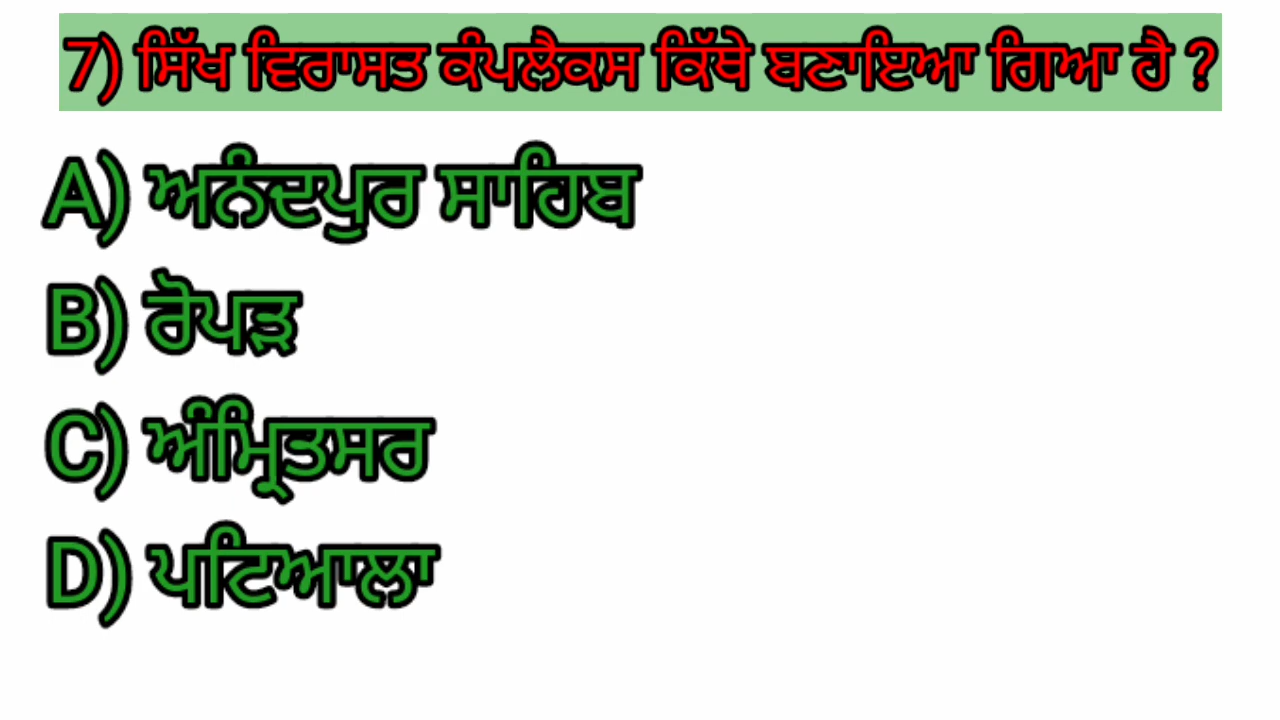 7) ਸਿੱਖ ਵਿਰਾਸਤ ਕੰਪਲੈਕਸ ਕਿੱਥੇ ਬਣਾਇਆ ਗਿਆ ਹੈ ?
A) ਅਨੰਦਪੁਰ ਸਾਹਿਬ
B) ਰੋਪੜ
C) ਅੰਮ੍ਰਿਤਸਰ
D) ਪਟਿਆਲਾ